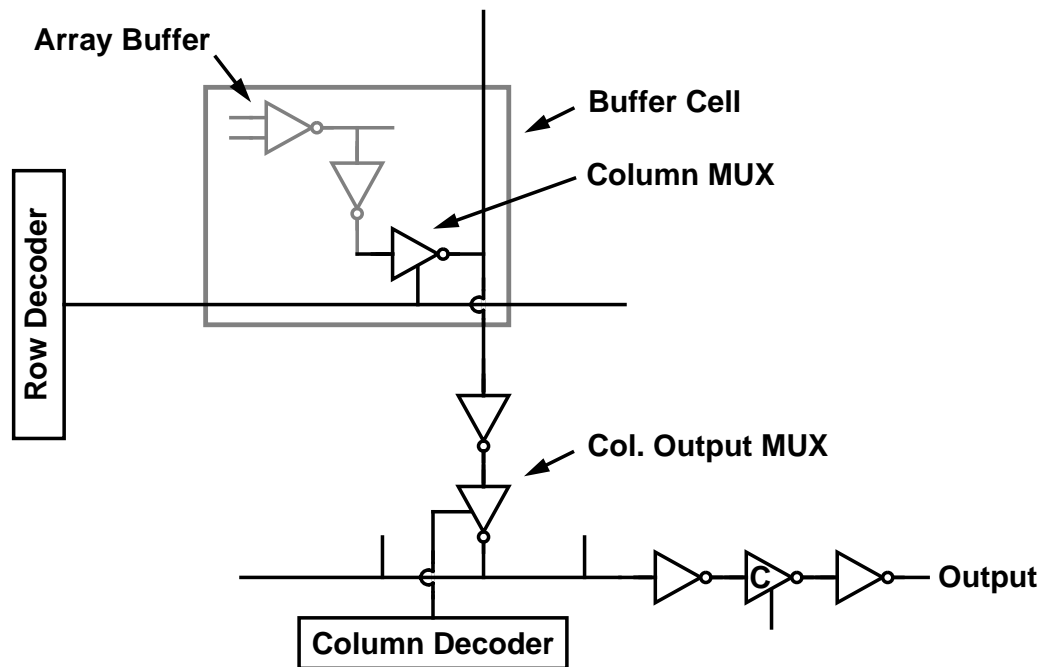 Array Buffer
Buffer Cell
Column MUX
Row Decoder
Col. Output MUX
C
Output
Column Decoder